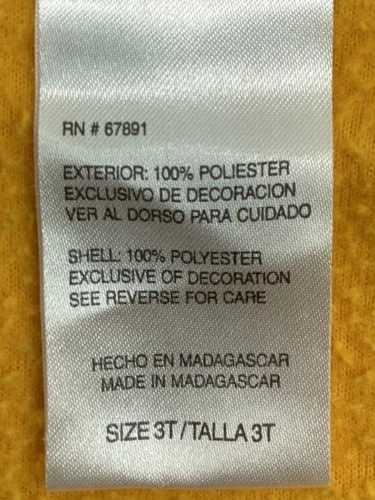 RN # 67891
EXTERIOR: 100% POLIESTER
EXCLUSIVO DE DECORACION
VER AL DORSO PARA CUIDADO
SHELL: 100% POLYESTER
EXCLUSIVE OF DECORATION
SEE REVERSE FOR CARE
HECHO EN MADAGASCAR
MADE IN MADAGASCAR
SIZE 3T/TALLA 3T